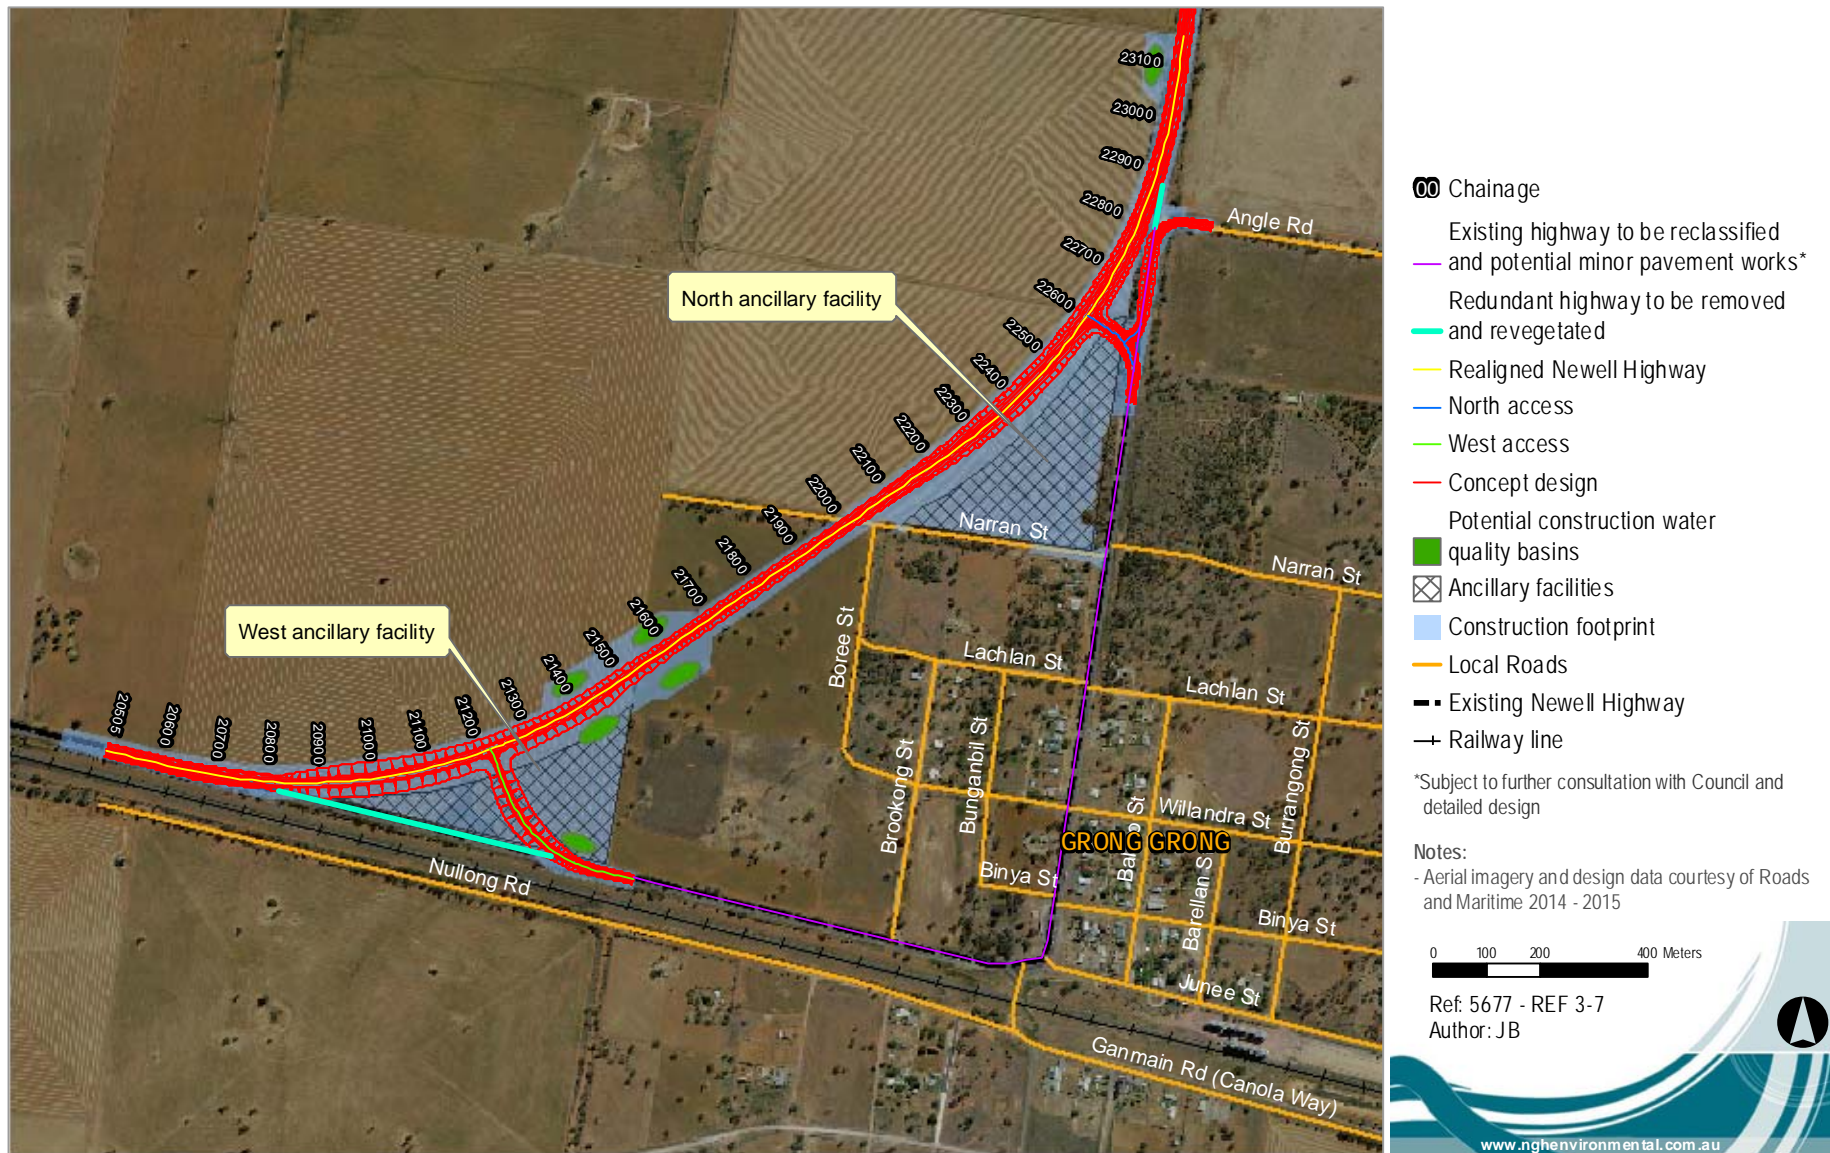 23100
23000
22900
22800
22700
22600
22500
22400
22300
22200
22100
22000
21900
21800
21700
21600
21500
21400
21300
21200
21100
21000
20900
20800
20700
20600
20505
Angle Rd
North ancillary facility
West ancillary facility
Narran St
Narran St
Boree St
Lachlan St
Lachlan St
Brookong St
Bunganbil St
Burrangong St
Willandra St
GRONG GRONG
Binya St
Barellan S
Binya St
Nullong Rd
Junee St
Ganmain Rd (Canola Way)
00 Chainage
Existing highway to be reclassified
and potential minor pavement works*
Redundant highway to be removed
and revegetated
Realigned Newell Highway
North access
West access
Concept design
Potential construction water
quality basins
Ancillary facilities
Construction footprint
Local Roads
Existing Newell Highway
Railway line
*Subject to further consultation with Council and
detailed design
Notes:
- Aerial imagery and design data courtesy of Roads
and Maritime 2014 - 2015
0 100 200 400 Meters
Ref: 5677 - REF 3-7
Author: JB
www.nghenvironmental.com.au